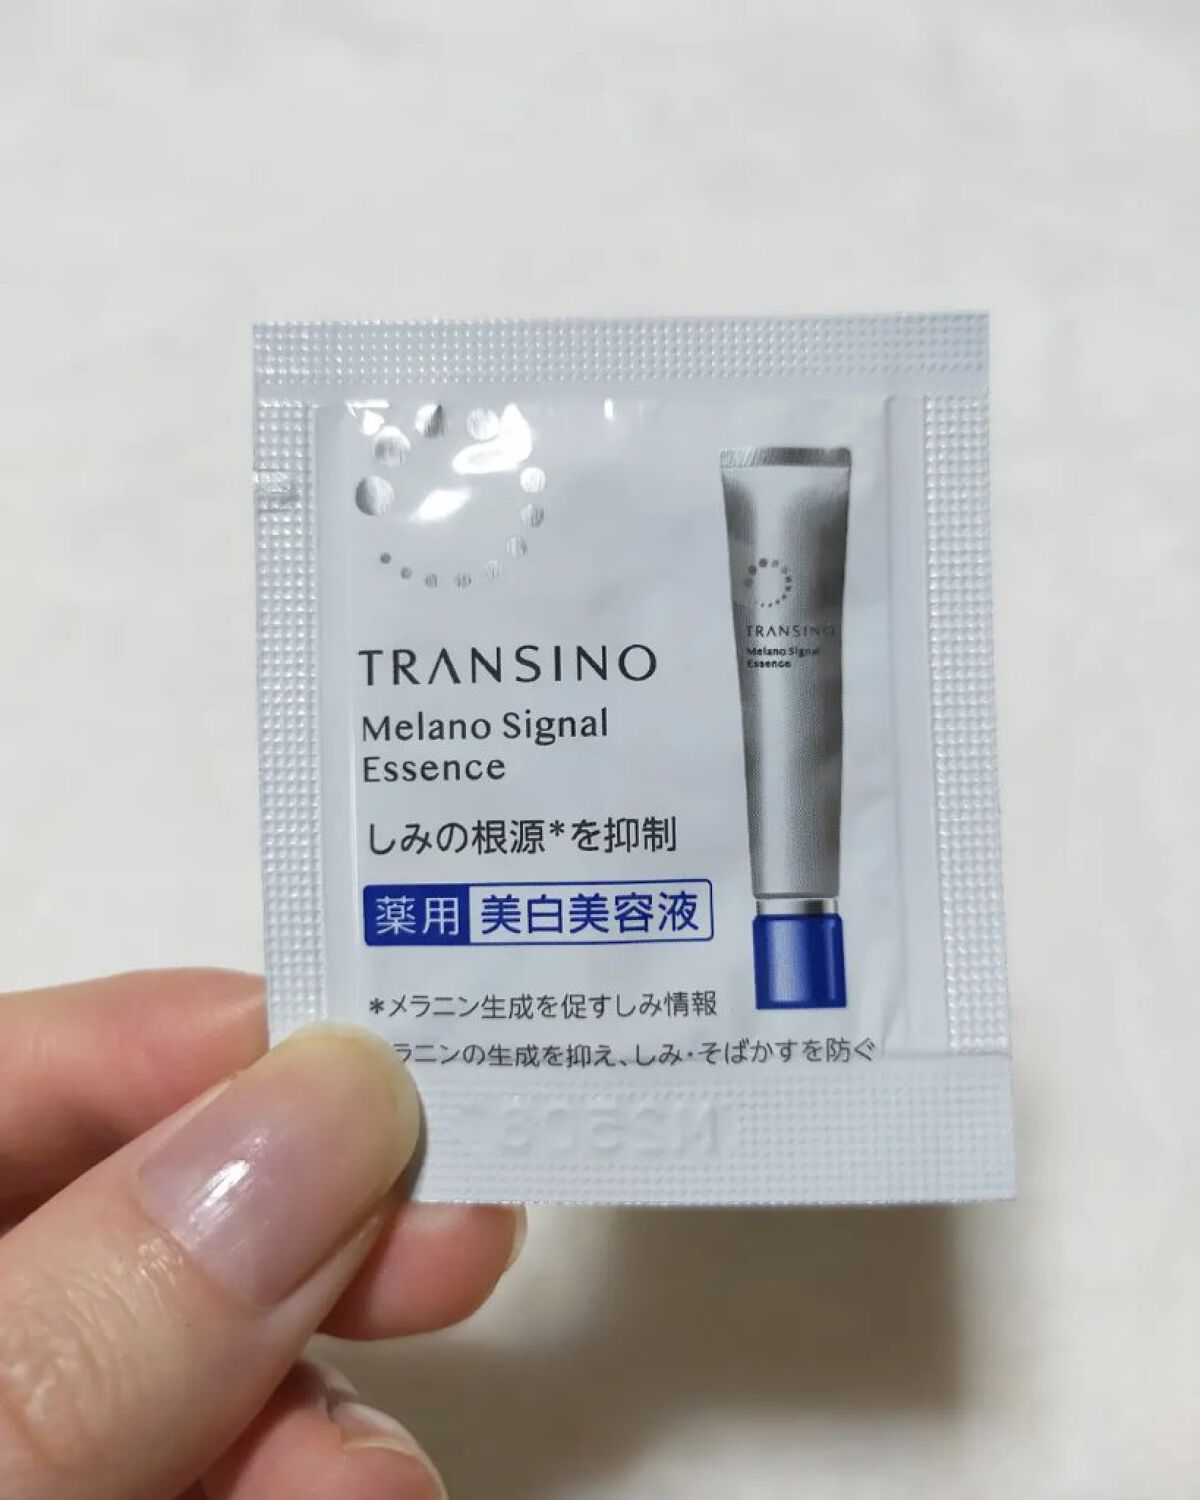 TRANSINO
Melano Signal
Essence
しみの根源*を抑制
薬用 美白美容液
*メラニン生成を促すしみ情報
ラニンの生成を抑え、しみ・そばかすを防ぐ
TRANSINO
Melano Signal
Essence